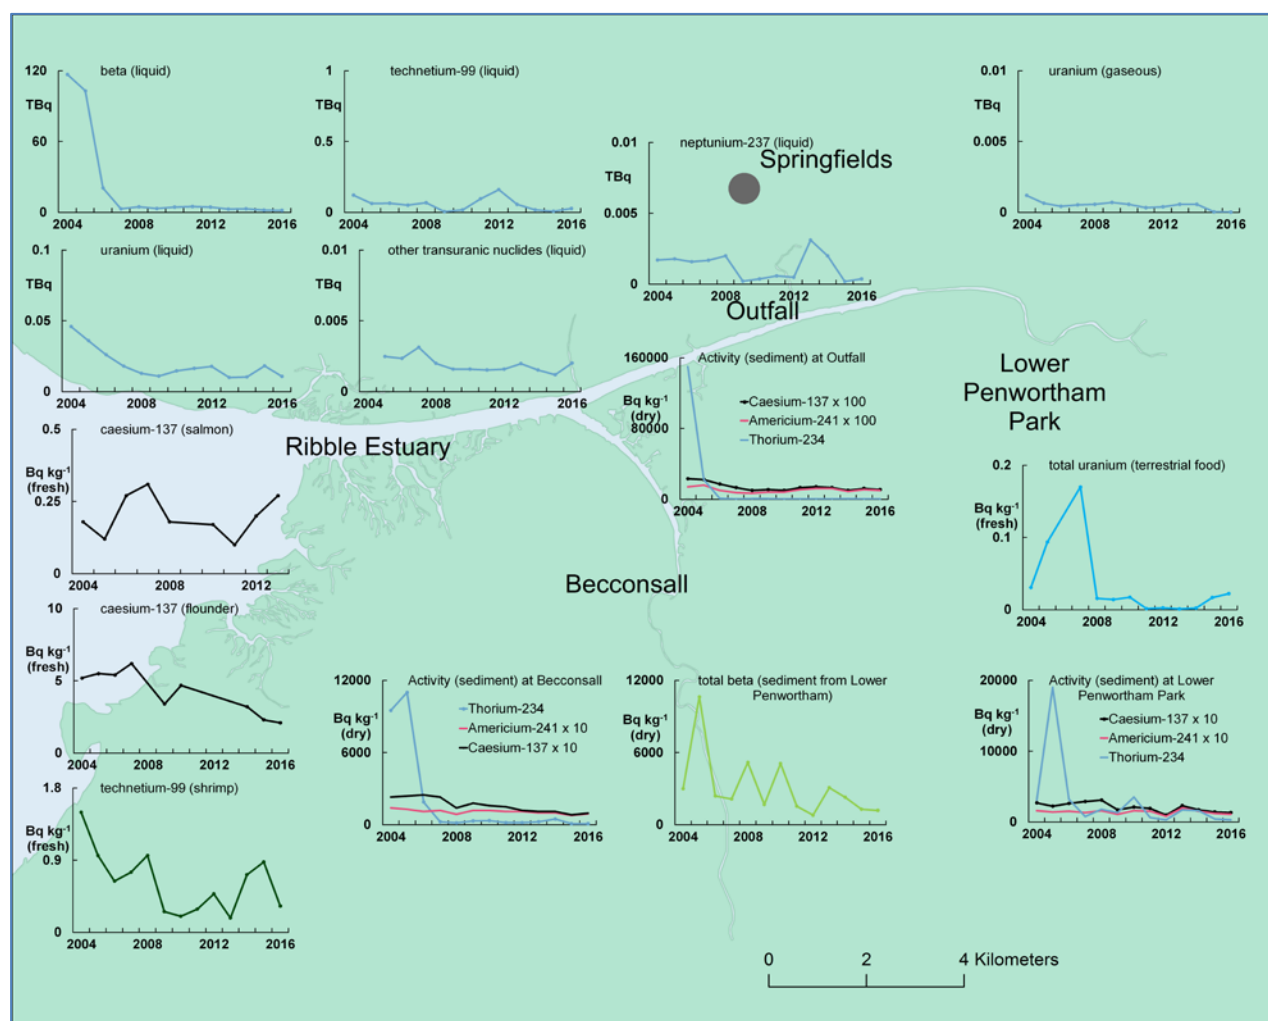 beta (liquid)
120
TBq
60
0
2004
2008
2012
2016
technetium-99 (liquid)
1
TBq
0.5
0
2004
2008
2012
2016
neptunium-237 (liquid)
0.01
TBq
0.005
0
2004
2008
2012
2016
Springfields
uranium (gaseous)
0.01
TBq
0.005
0
2004
2008
2012
2016
uranium (liquid)
0.1
TBq
0.05
0
2004
2008
2012
2016
other transuranic nuclides (liquid)
0.01
TBq
0.005
0
2004
2008
2012
2016
Outfall
Activity (sediment) at Outfall
160000
Bq kg⁻¹
(dry)
80000
0
Caesium-137 x 100
Americium-241 x 100
Thorium-234
2004
2008
2012
2016
Lower
Penwortham
Park
Ribble Estuary
caesium-137 (salmon)
0.5
Bq kg⁻¹
(fresh)
0.25
0
2004
2008
2012
total uranium (terrestrial food)
0.2
Bq kg⁻¹
(fresh)
0.1
0
2004
2008
2012
2016
Becconsall
caesium-137 (flounder)
10
Bq kg⁻¹
(fresh)
5
0
2004
2008
2012
2016
Activity (sediment) at Becconsall
12000
Bq kg⁻¹
(dry)
6000
0
Thorium-234
Americium-241 x 10
Caesium-137 x 10
2004
2008
2012
2016
total beta (sediment from Lower
Penwortham)
12000
Bq kg⁻¹
(dry)
6000
0
2004
2008
2012
2016
Activity (sediment) at Lower
Penwortham Park
20000
Bq kg⁻¹
(dry)
10000
0
Caesium-137 x 10
Americium-241 x 10
Thorium-234
2004
2008
2012
2016
technetium-99 (shrimp)
1.8
Bq kg⁻¹
(fresh)
0.9
0
2004
2008
2012
2016
0 2 4 Kilometers